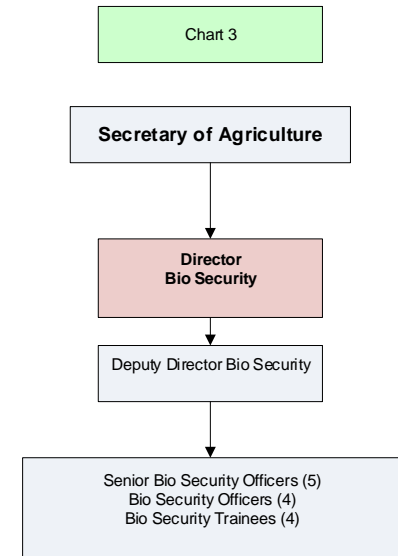 Chart 3
Secretary of Agriculture
Director
Bio Security
Deputy Director Bio Security
Senior Bio Security Officers (5)
Bio Security Officers (4)
Bio Security Trainees (4)